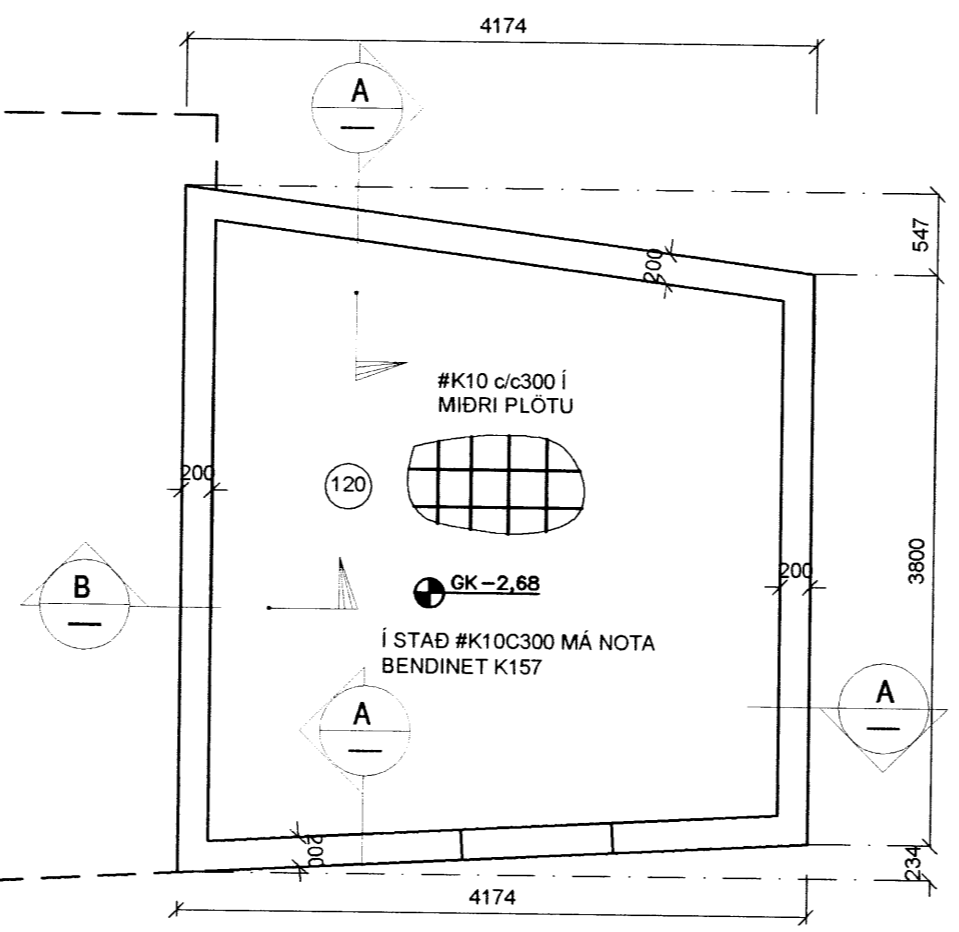 4174
A
547
200
#K10 c/c300 Í
MIÐRI PLÖTU
200
120
3800
200
B
GK-2,68
Í STAÐ #K10C300 MÁ NOTA
BENDINET K157
A
A
200
234
4174